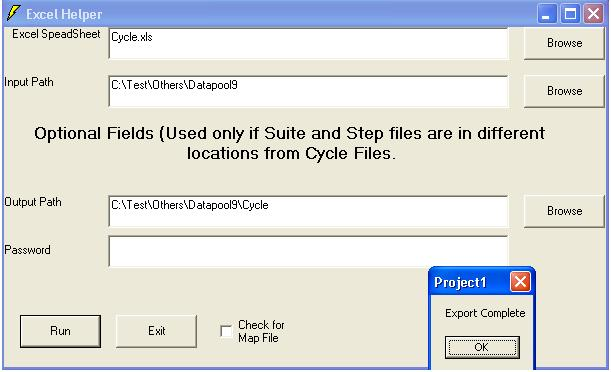 Excel Helper
Excel SpeadSheet
Cycle.xls
Browse
Input Path
C:\Test\Others\Datapool9
Browse
Optional Fields (Used only if Suite and Step files are in different
locations from Cycle Files.
Output Path
C:\Test\Others\Datapool9\Cycle
Browse
Password
Project1
Export Complete
OK
Run
Exit
Check for
Map File